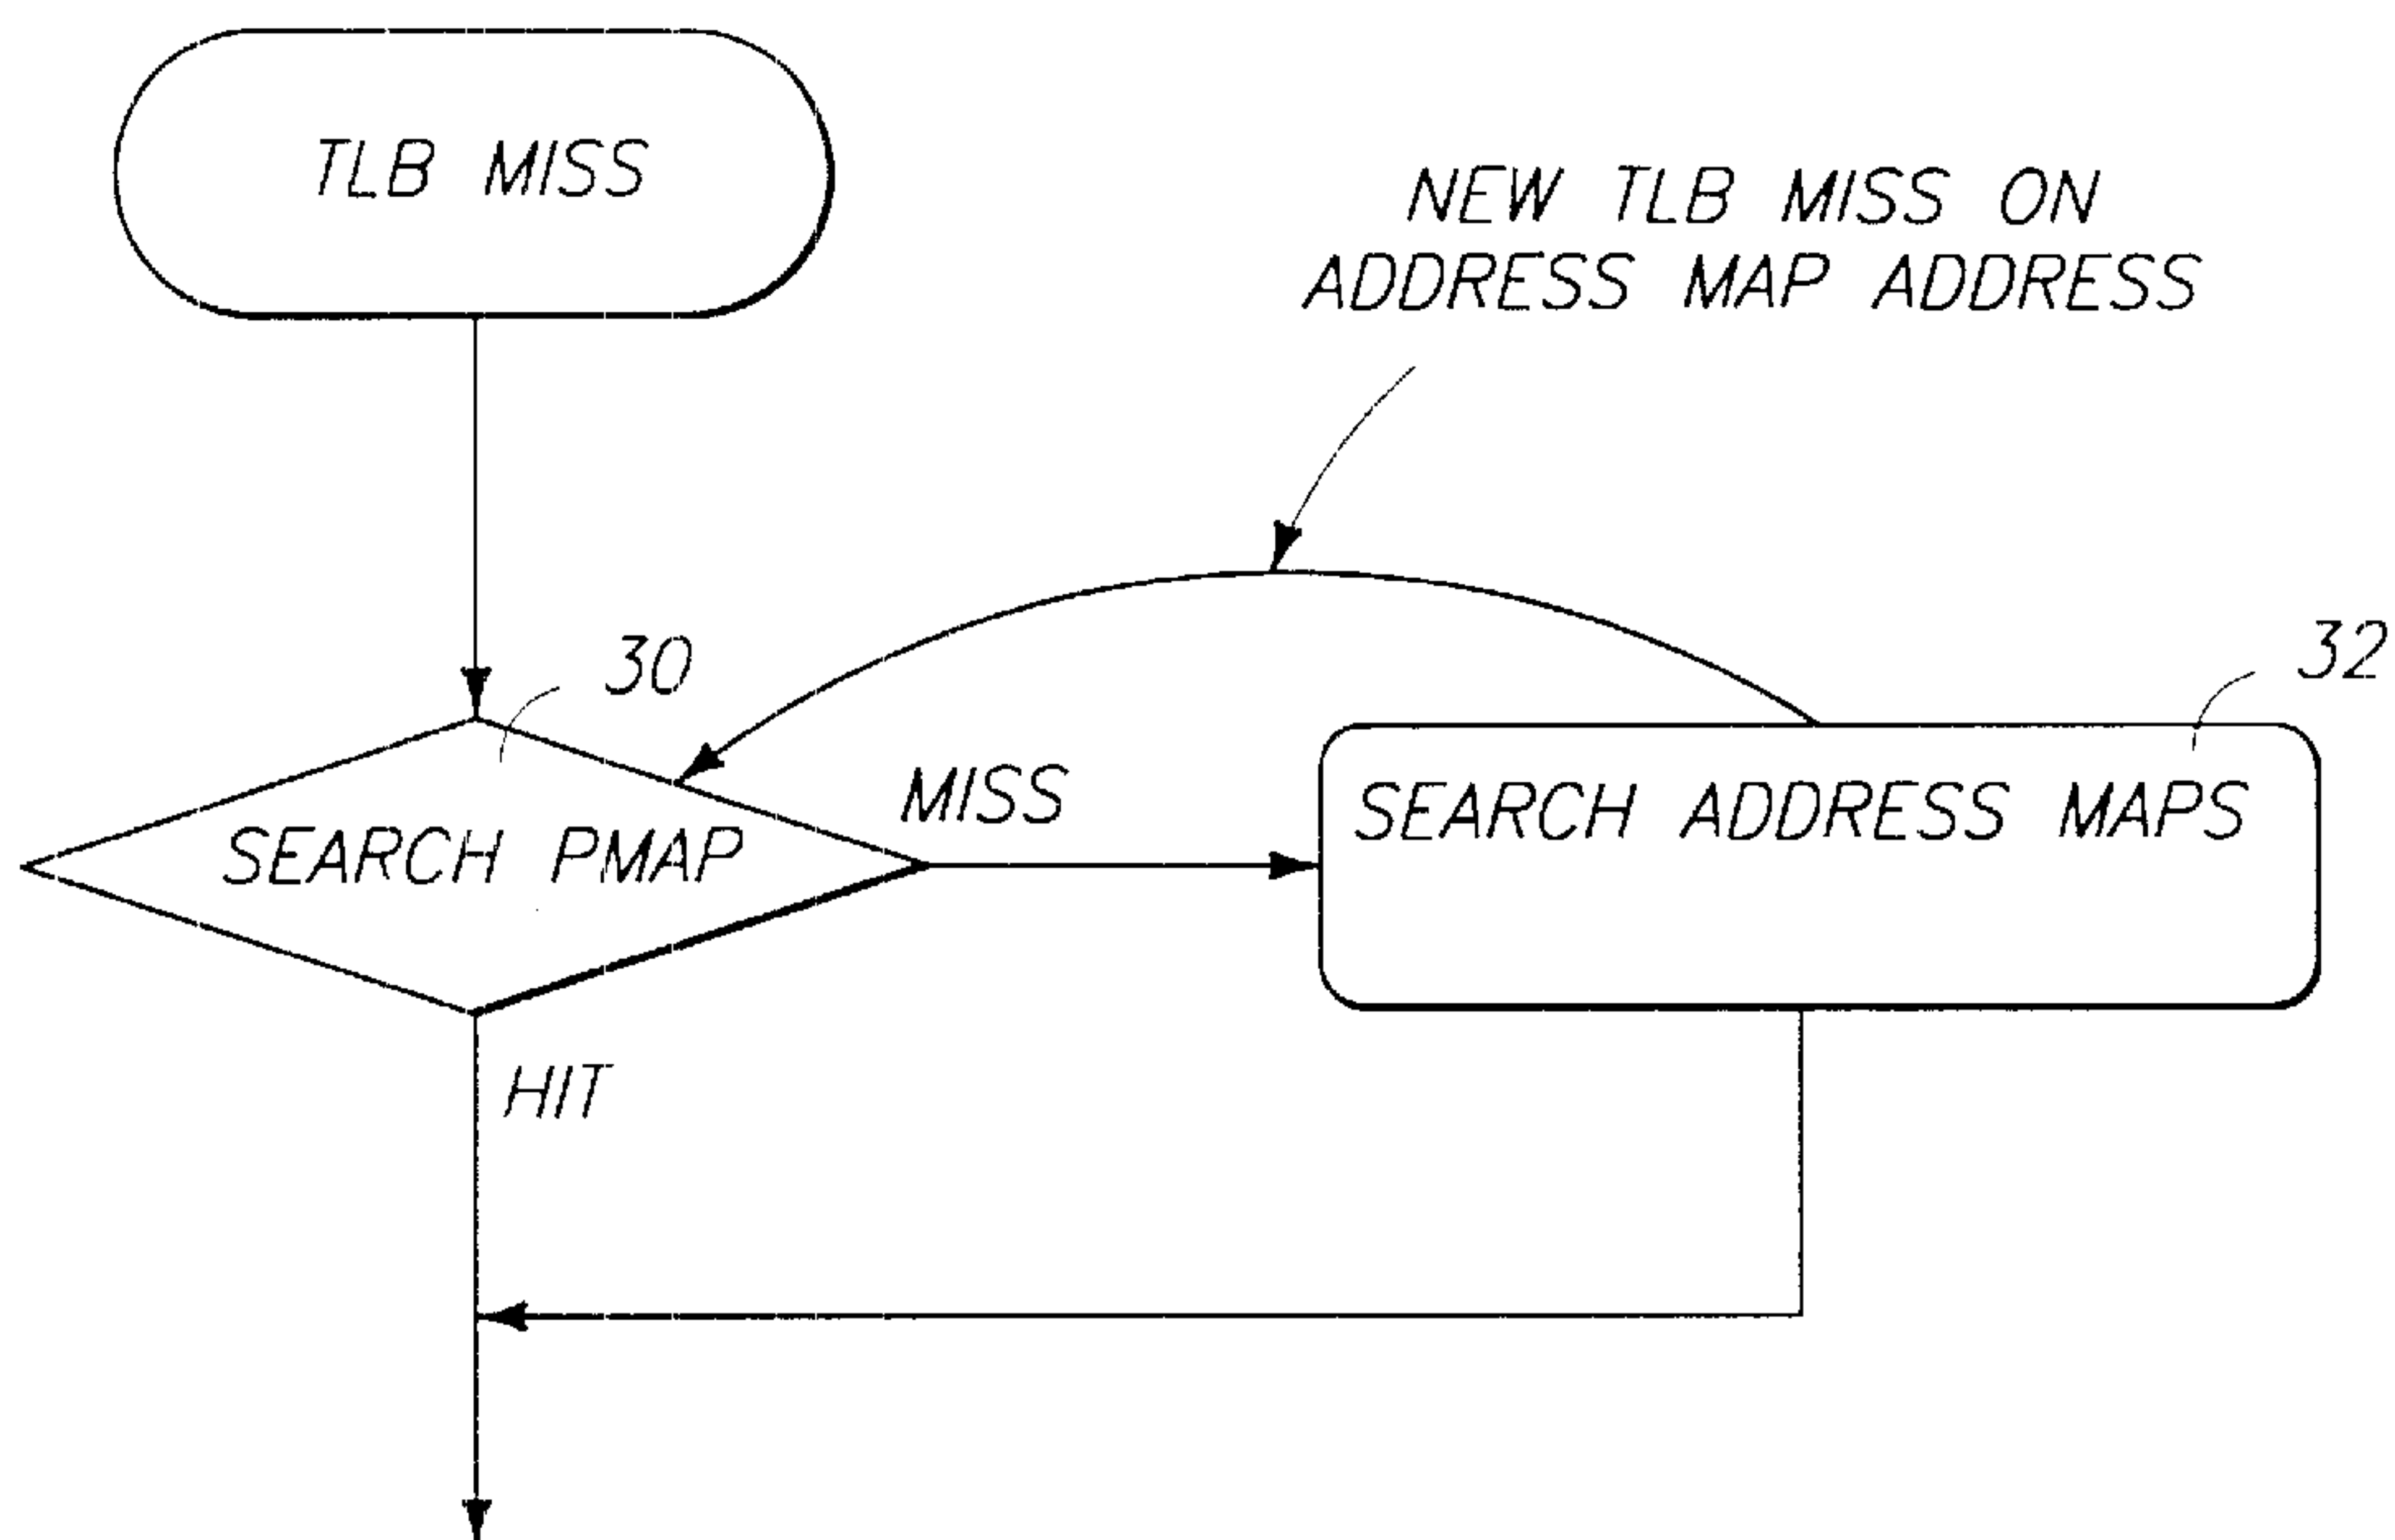 TLB MISS
NEW TLB MISS ON
ADDRESS MAP ADDRESS
30
32
SEARCH PMAP
MISS
SEARCH ADDRESS MAPS
HIT